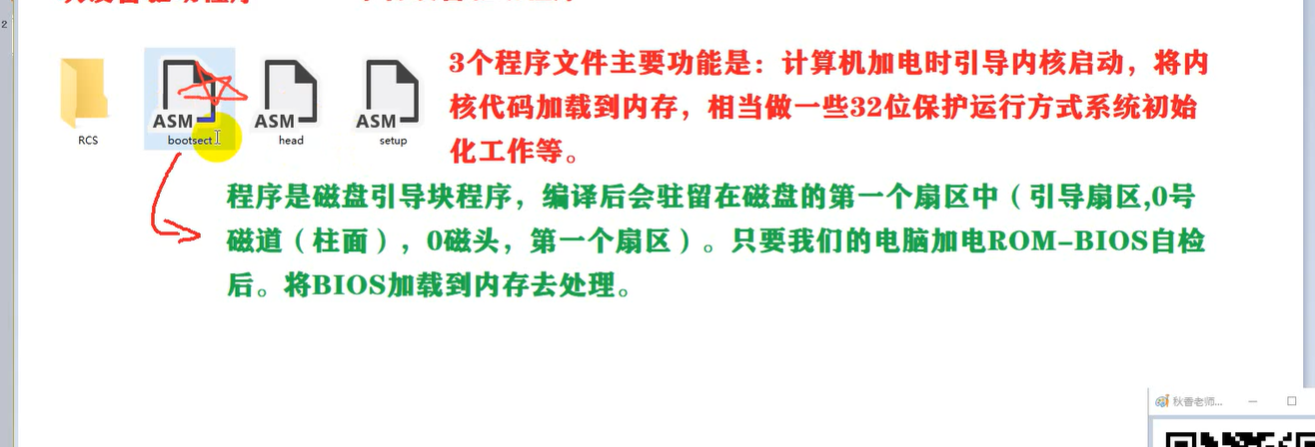 2
3个程序文件主要功能是：计算机加电时引导内核启动，将内
核代码加载到内存，相当做一些32位保护运行方式系统初始
化工作等。
ASM
ASM
ASM
RCS
bootsect
head
setup
程序是磁盘引导块程序，编译后会驻留在磁盘的第一个扇区中（引导扇区,0号
磁道（柱面），0磁头，第一个扇区）。只要我们的电脑加电ROM-BIOS自检
后。将BIOS加载到内存去处理。
秋香老师...